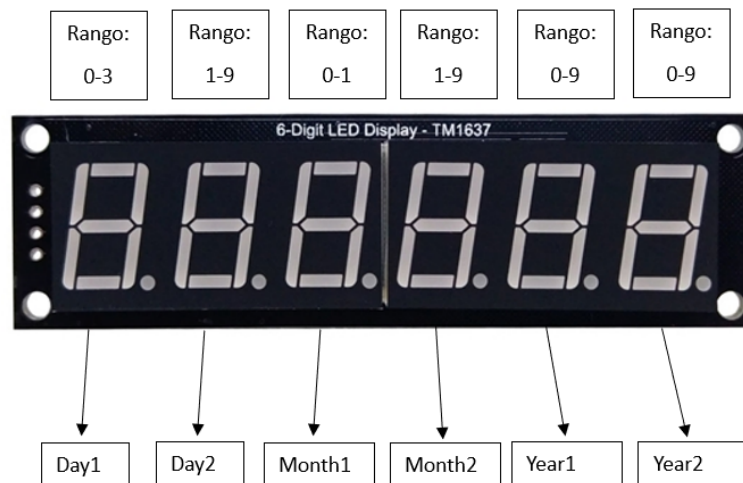 Rango: Rango: Rango: Rango: Rango: Rango:
0-3 1-9 0-1 1-9 0-9 0-9
6-Digit LED Display - TM1637
Day1 Day2 Month1 Month2 Year1 Year2